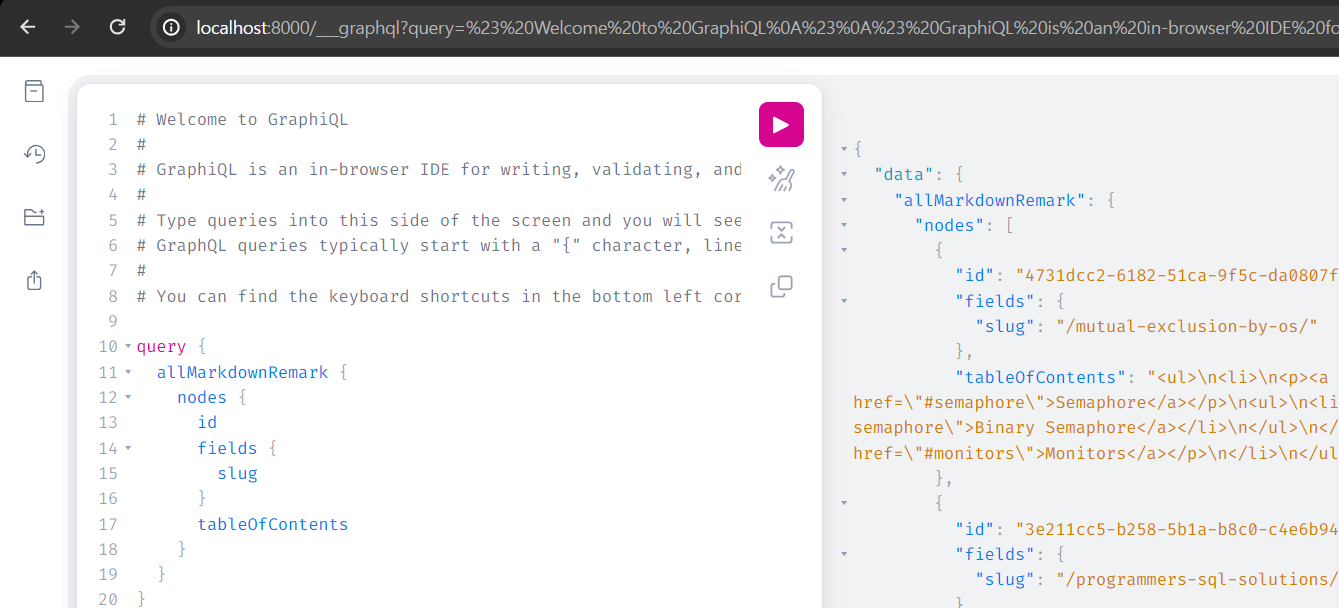 localhost:8000/___graphql?query=%23%20Welcome%20to%20GraphiQL%0A%23%0A%23%20GraphiQL%20is%20an%20in-browser%20IDE%20fo
1 # Welcome to GraphiQL
2 #
3 # GraphiQL is an in-browser IDE for writing, validating, and
4 #
5 # Type queries into this side of the screen and you will see
6 # GraphQL queries typically start with a "{" character, line
7 #
8 # You can find the keyboard shortcuts in the bottom left cor
9
10 query {
11 allMarkdownRemark {
12 nodes {
13 id
14 fields {
15 slug
16 }
17 tableOfContents
18 }
19 }
20 }
{
"data": {
"allMarkdownRemark": {
"nodes": [
{
"id": "4731dcc2-6182-51ca-9f5c-da0807f
"fields": {
"slug": "/mutual-exclusion-by-os/"
},
"tableOfContents": "<ul>\n<li>\n<p><a
href=\"#semaphore\">Semaphore</a></p>\n<ul>\n<li
semaphore\">Binary Semaphore</a></li>\n</ul>\n</
href=\"#monitors\">Monitors</a></p>\n</li>\n</ul
},
{
"id": "3e211cc5-b258-5b1a-b8c0-c4e6b94
"fields": {
"slug": "/programmers-sql-solutions/
}